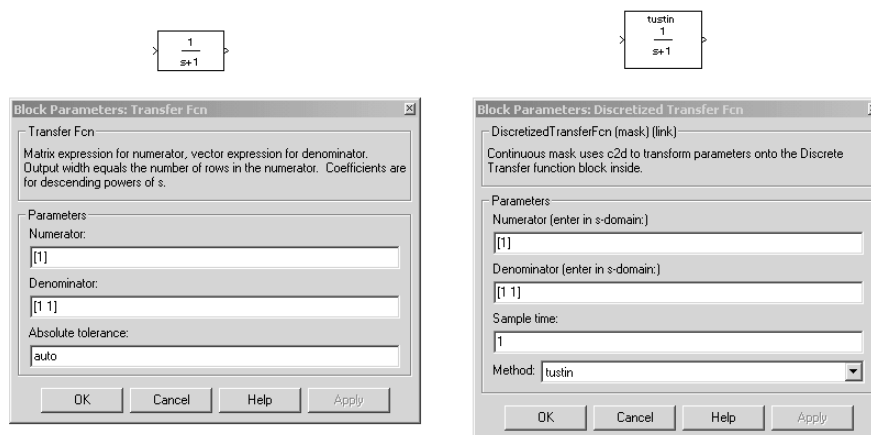 1
s+1
tustin
1
s+1
Block Parameters: Transfer Fcn
Transfer Fcn
Matrix expression for numerator, vector expression for denominator.
Output width equals the number of rows in the numerator. Coefficients are
for descending powers of s.
Parameters
Numerator:
[1]
Denominator:
[1 1]
Absolute tolerance:
auto
OK Cancel Help Apply
Block Parameters: Discretized Transfer Fcn
DiscretizedTransferFcn (mask) (link)
Continuous mask uses c2d to transform parameters onto the Discrete
Transfer function block inside.
Parameters
Numerator (enter in s-domain:)
[1]
Denominator (enter in s-domain:)
[1 1]
Sample time:
1
Method: tustin
OK Cancel Help Apply